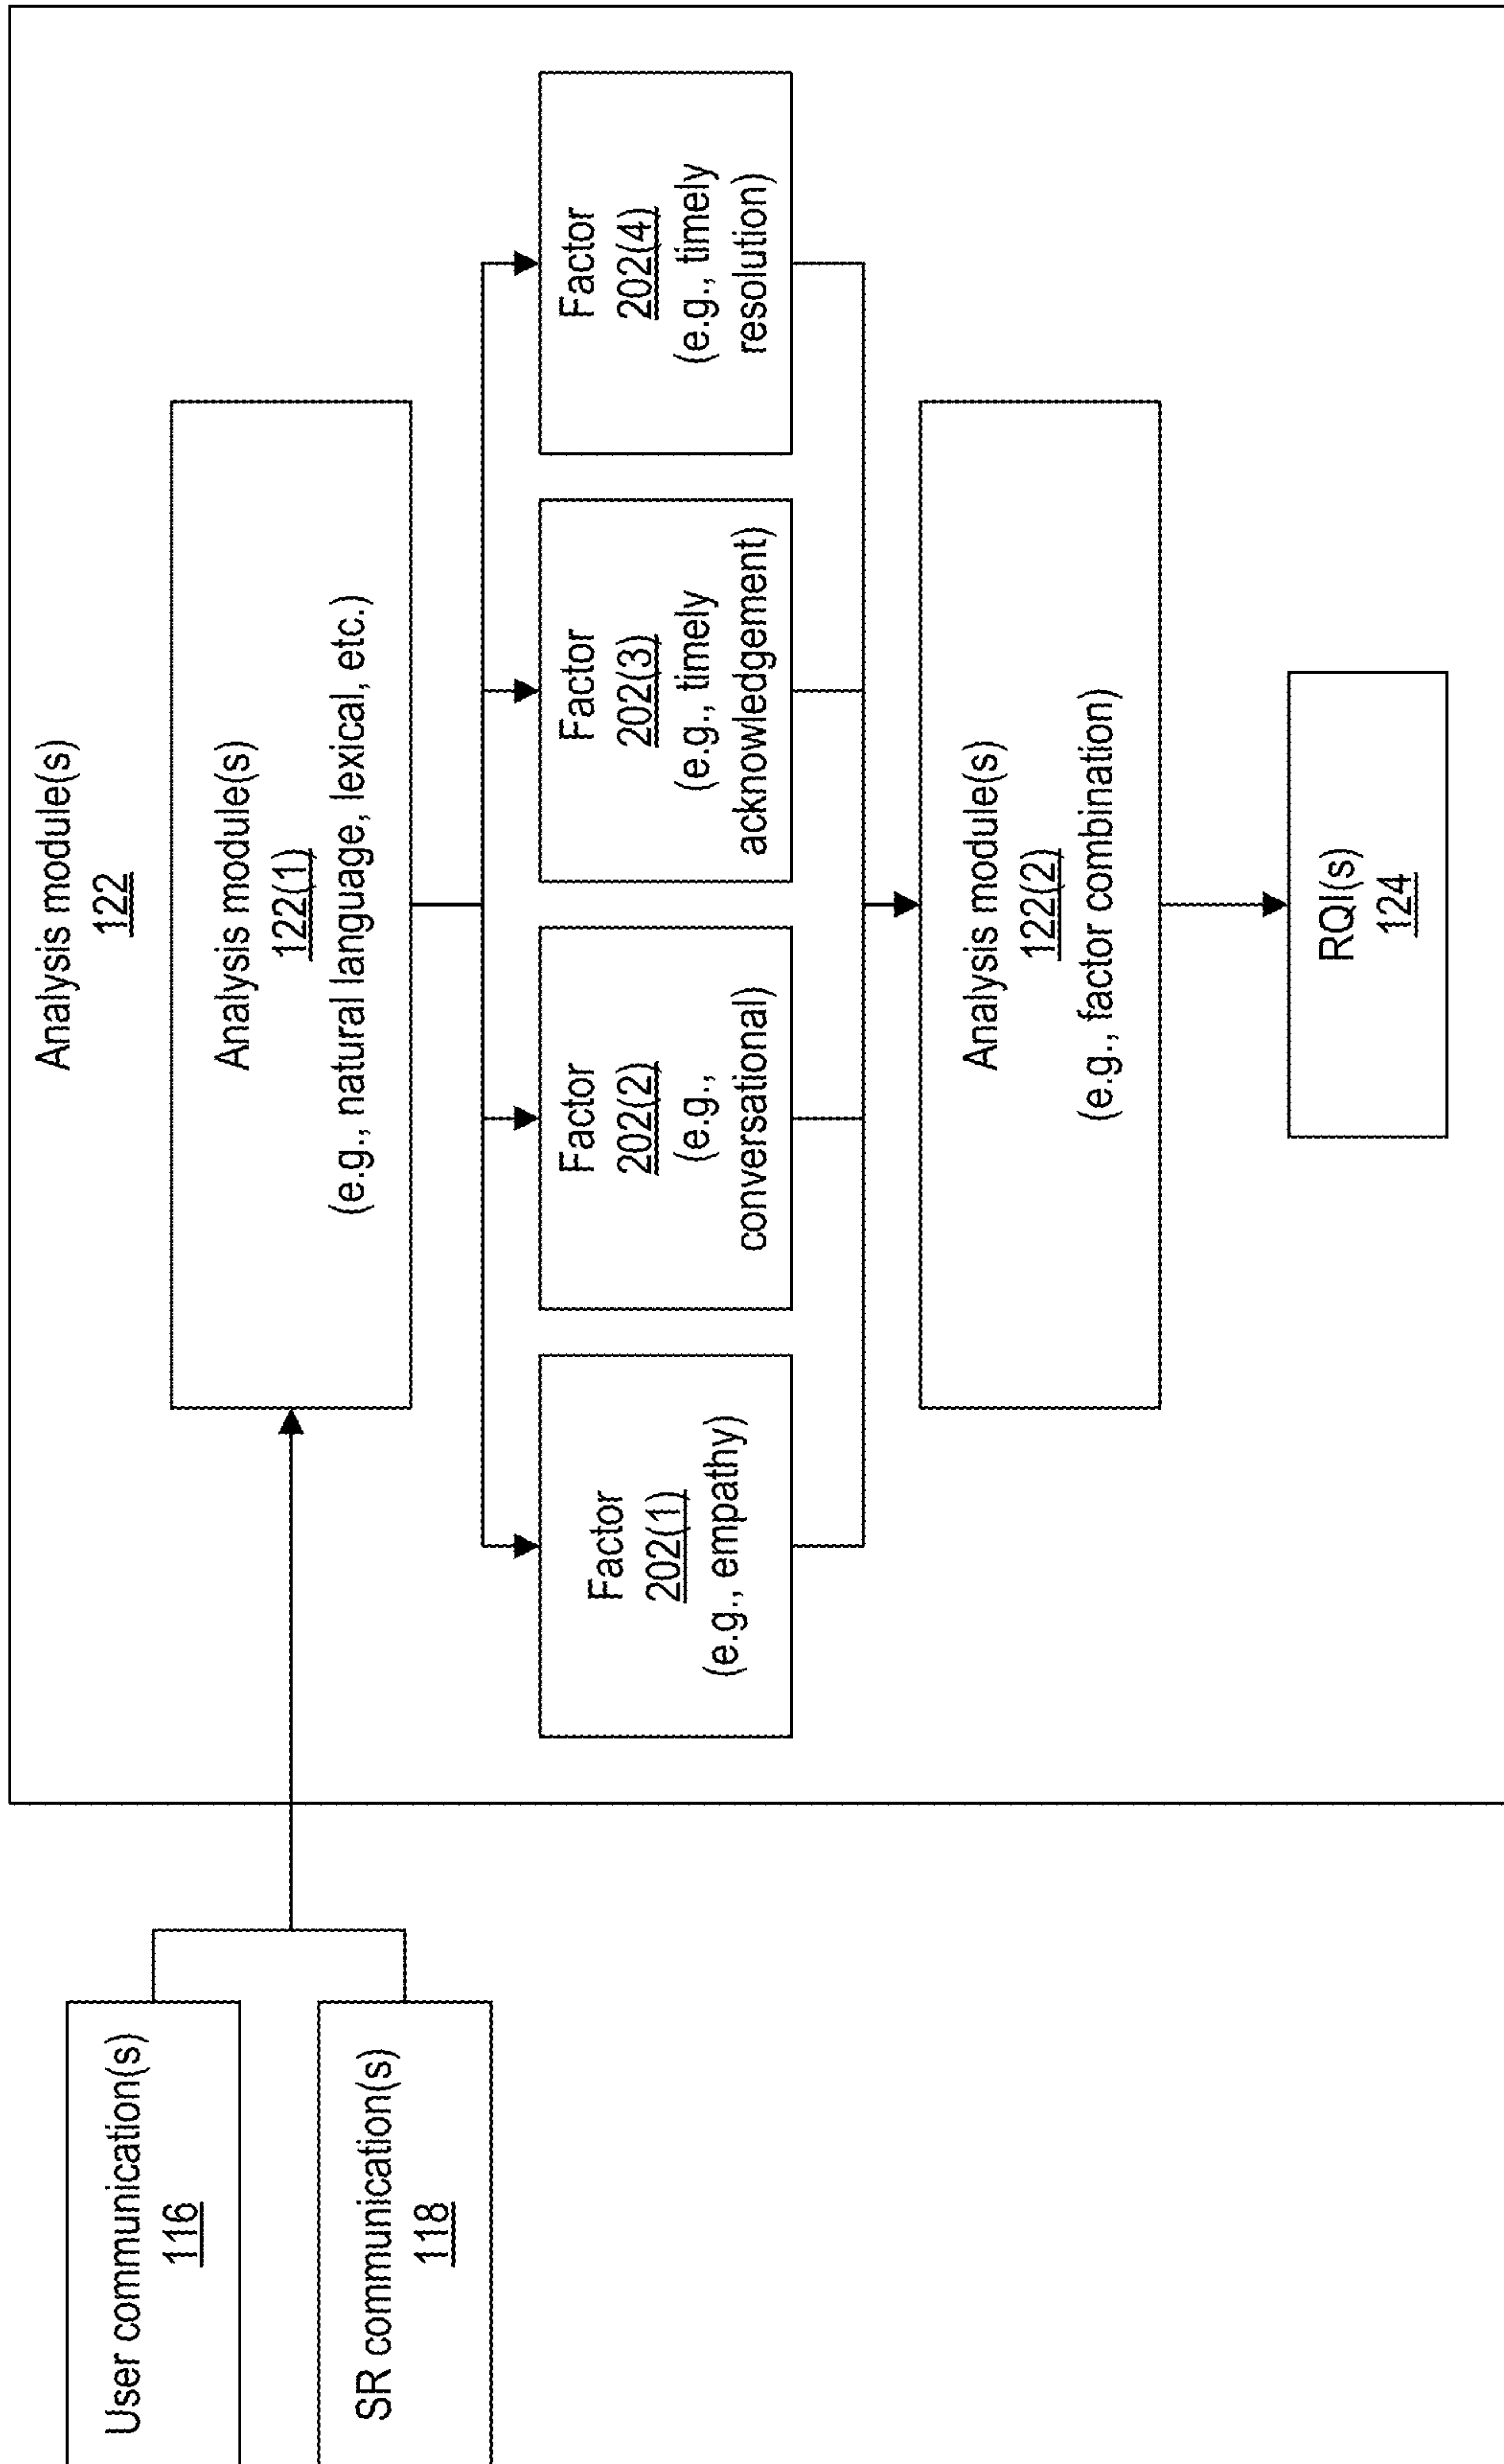 User communication(s)
116
SR communication(s)
118
Analysis module(s)
122
Analysis module(s)
122(1)
(e.g., natural language, lexical, etc.)
Factor
202(1)
(e.g., empathy)
Factor
202(2)
(e.g.,
conversational)
Factor
202(3)
(e.g., timely
acknowledgement)
Factor
202(4)
(e.g., timely
resolution)
Analysis module(s)
122(2)
(e.g., factor combination)
RQI(s)
124